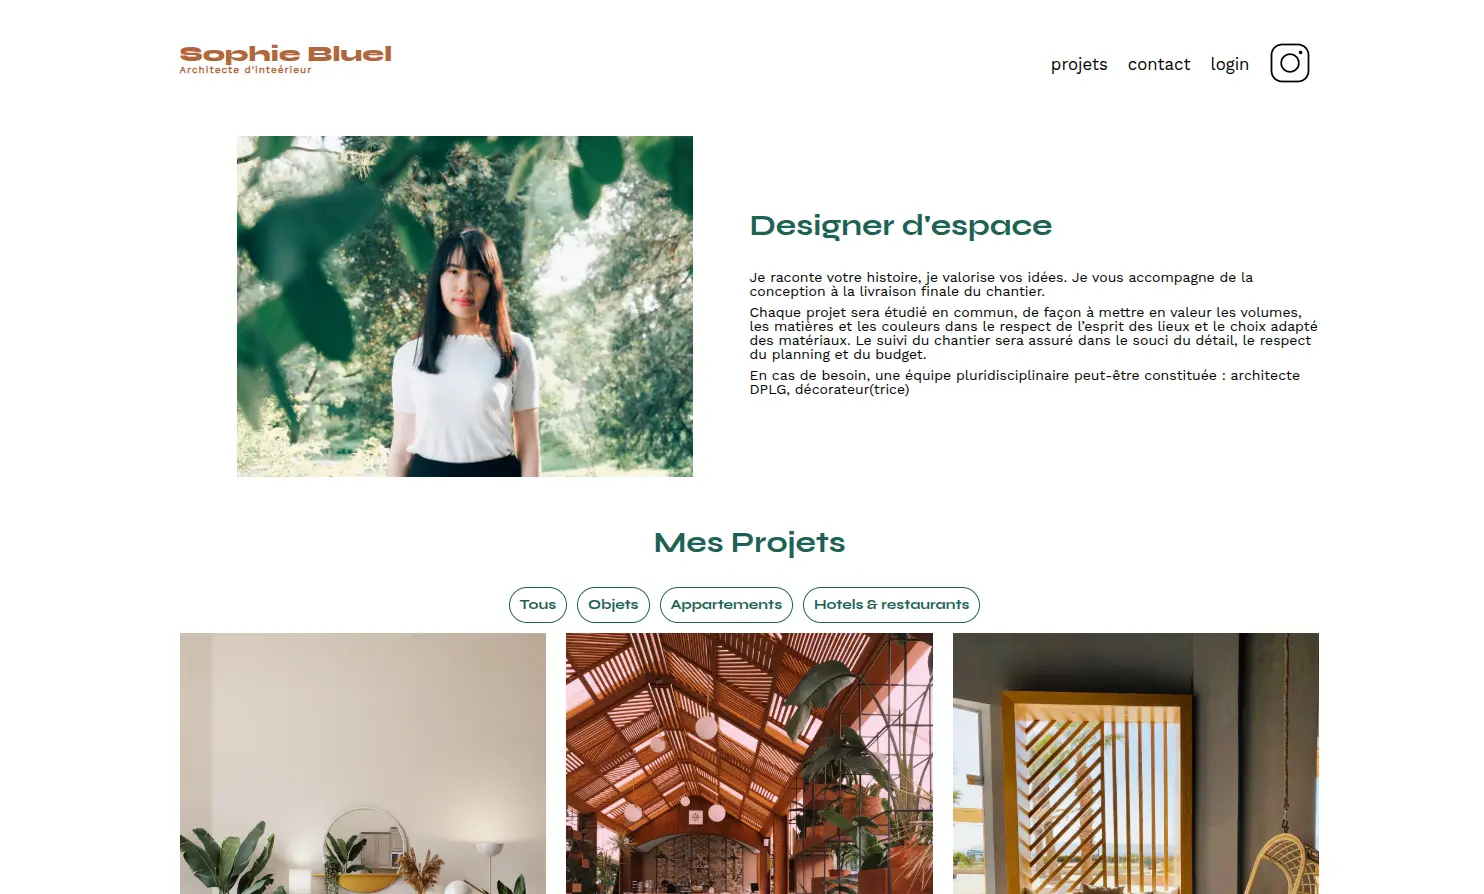 Sophie Bluel
Architecte d'inteérieur
projets contact login
Designer d'espace
Je raconte votre histoire, je valorise vos idées. Je vous accompagne de la
conception à la livraison finale du chantier.
Chaque projet sera étudié en commun, de façon à mettre en valeur les volumes,
les matières et les couleurs dans le respect de l’esprit des lieux et le choix adapté
des matériaux. Le suivi du chantier sera assuré dans le souci du détail, le respect
du planning et du budget.
En cas de besoin, une équipe pluridisciplinaire peut-être constituée : architecte
DPLG, décorateur(trice)
Mes Projets
Tous Objets Appartements Hotels & restaurants